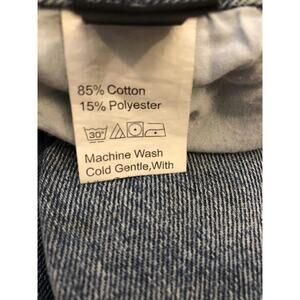 85% Cotton
15% Polyester
30°
Machine Wash
Cold Gentle,With